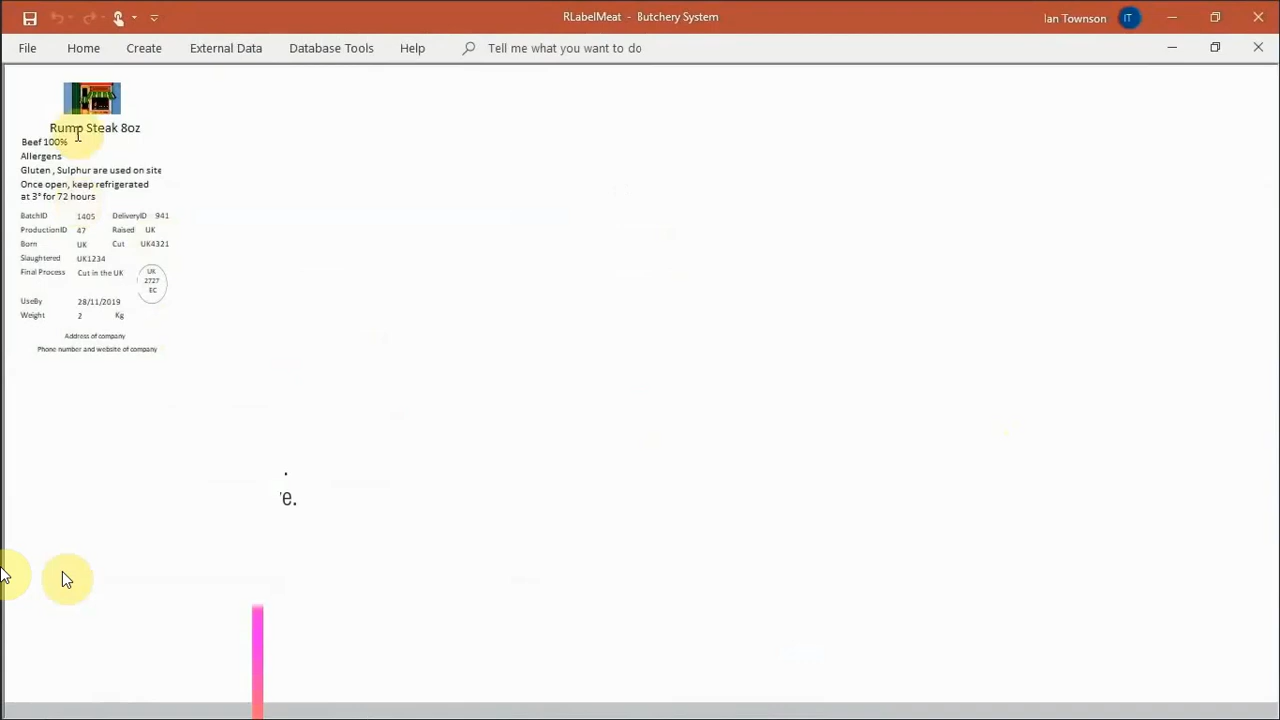 RLabelMeat - Butchery System
Ian Townson IT
File Home Create External Data Database Tools Help Tell me what you want to do
Rump Steak 8oz
Beef 100%
Allergens
Gluten , Sulphur are used on site
Once open, keep refrigerated
at 3° for 72 hours
BatchID 1405 DeliveryID 941
ProductionID 47 Raised UK
Born UK Cut UK4321
Slaughtered UK1234
Final Process Cut in the UK
UK
2727
EC
UseBy 28/11/2019
Weight 2 Kg
Address of company
Phone number and website of company